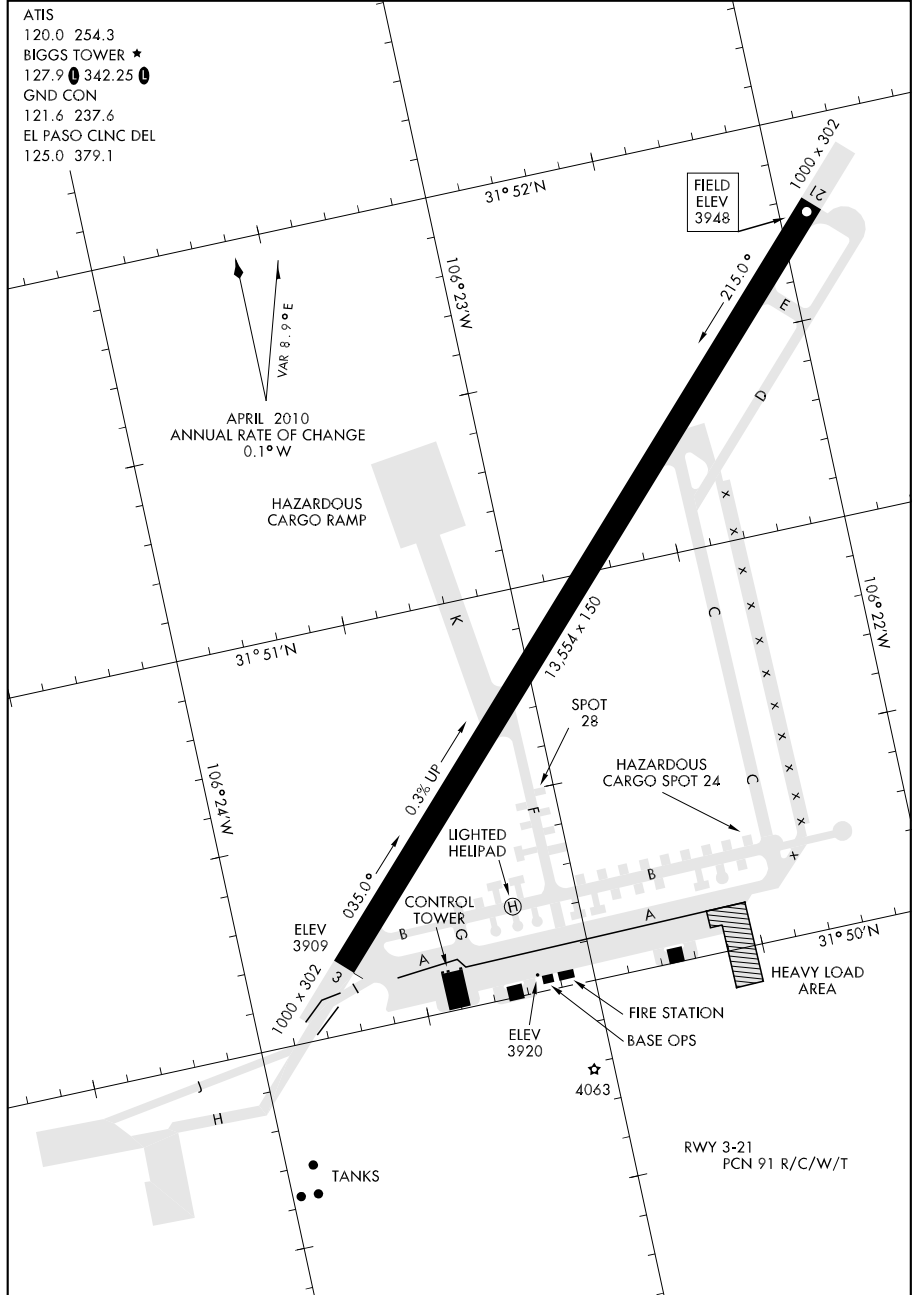 ATIS
120.0 254.3
BIGGS TOWER ★
127.9 Ⓛ 342.25 Ⓛ
GND CON
121.6 237.6
EL PASO CLNC DEL
125.0 379.1
1000 x 302
31°52'N
FIELD
ELEV
3948
21
106°23'W
215.0°
VAR 8.9°E
E
D
APRIL 2010
ANNUAL RATE OF CHANGE
0.1° W
HAZARDOUS
CARGO RAMP
x
x
x
x
x
x
x
x
x
x
x
106°22'W
C
K
13,554 x 150
31°51'N
SPOT
28
HAZARDOUS
CARGO SPOT 24
C
106°24'W
0.3% UP
F
LIGHTED
HELIPAD
035.0°
B
H
CONTROL
TOWER
A
ELEV
3909
B
G
A
31°50'N
3
I
HEAVY LOAD
AREA
1000 x 302
FIRE STATION
BASE OPS
ELEV
3920
4063
J
H
RWY 3-21
PCN 91 R/C/W/T
TANKS